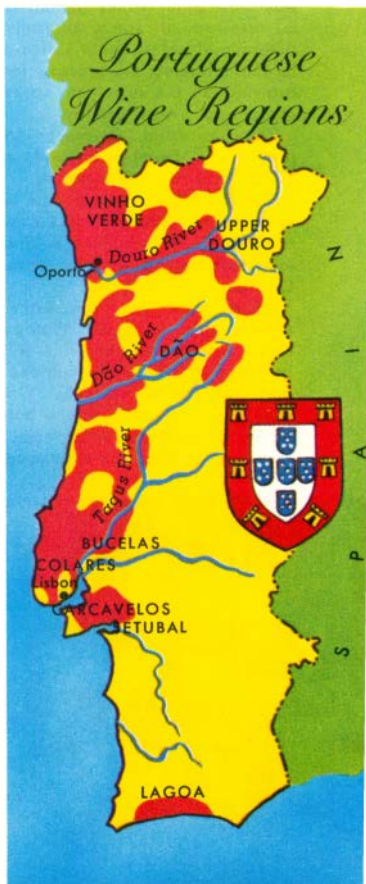 Portuguese
Wine Regions
VINHO
VERDE
Douro River
UPPER
DOURO
Oporto
Dão River
DÃO
Tagus River
BUCELAS
COLARES
Lisbon
CARCAVELOS
SETUBAL
LAGOA
SPAIN